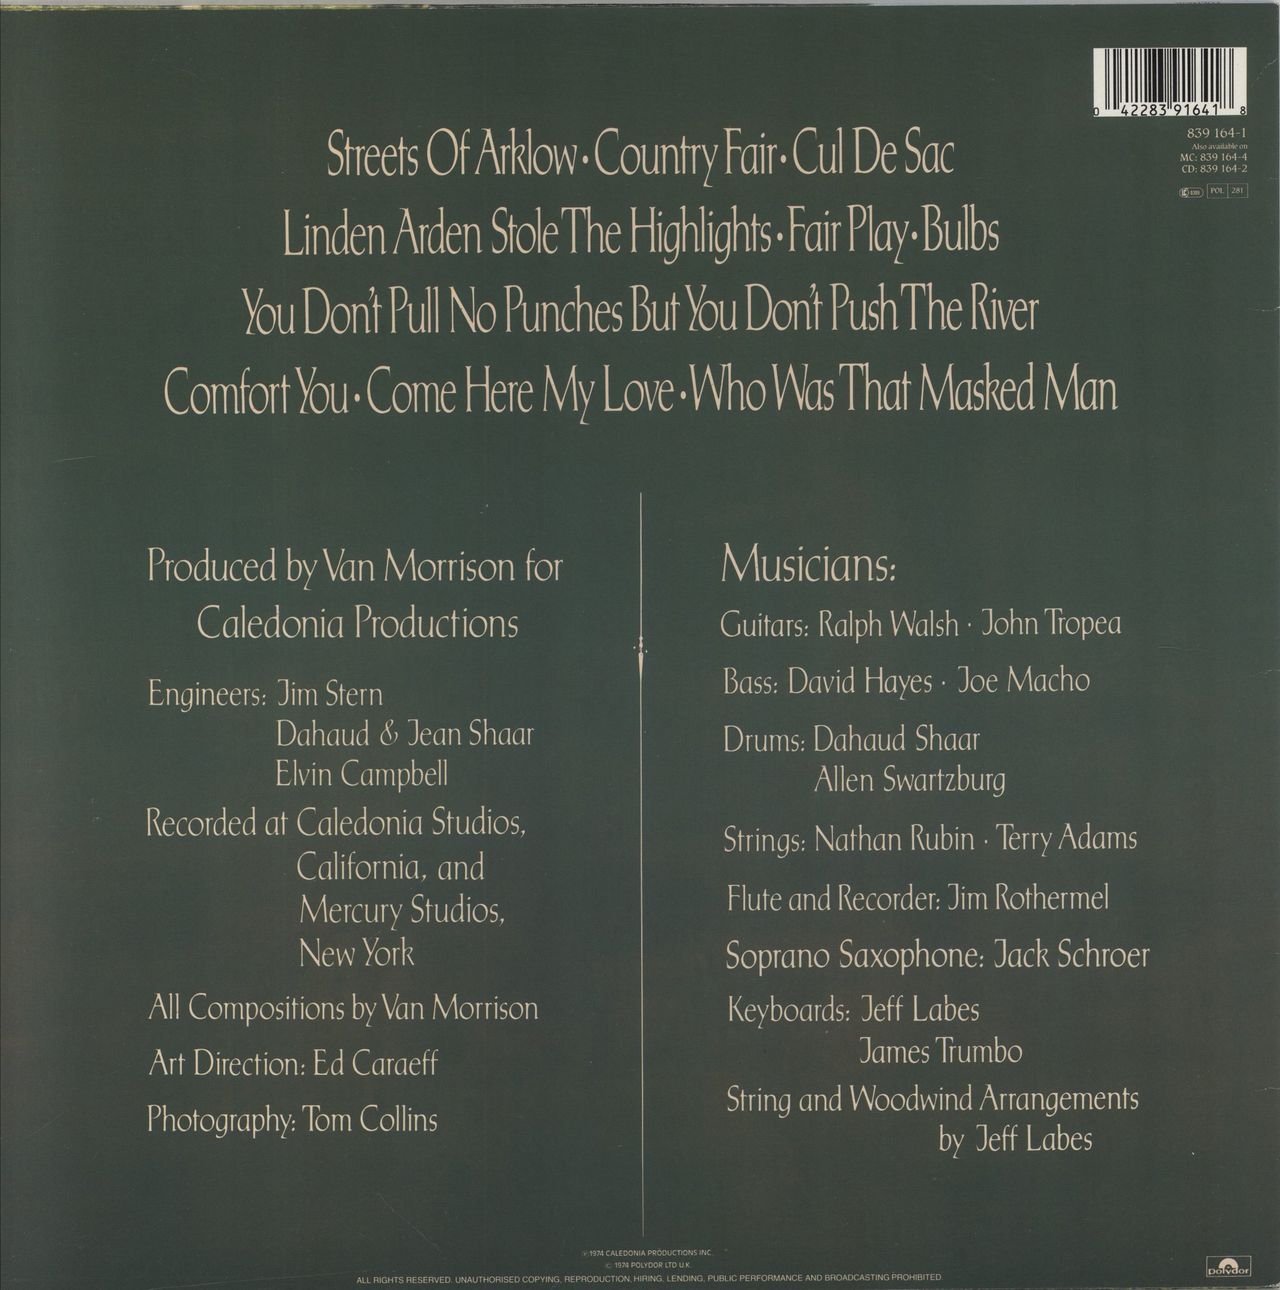 0 42283 91641 8
839 164-1
Also available on
MC: 839 164-4
CD: 839 164-2
POL 281
Streets Of Arklow · Country Fair · Cul De Sac
Linden Arden Stole The Highlights · Fair Play · Bulbs
You Don't Pull No Punches But You Don't Push The River
Comfort You · Come Here My Love · Who Was That Masked Man
Produced by Van Morrison for
Caledonia Productions
Engineers: Jim Stern
Dahaud & Jean Shaar
Elvin Campbell
Recorded at Caledonia Studios,
California, and
Mercury Studios,
New York
All Compositions by Van Morrison
Art Direction: Ed Caraeff
Photography: Tom Collins
Musicians:
Guitars: Ralph Walsh · John Tropea
Bass: David Hayes · Joe Macho
Drums: Dahaud Shaar
Allen Swartzburg
Strings: Nathan Rubin · Terry Adams
Flute and Recorder: Jim Rothermel
Soprano Saxophone: Jack Schroer
Keyboards: Jeff Labes
James Trumbo
String and Woodwind Arrangements
by Jeff Labes
℗ 1974 CALEDONIA PRODUCTIONS INC.
© 1974 POLYDOR LTD U.K.
ALL RIGHTS RESERVED. UNAUTHORISED COPYING, REPRODUCTION, HIRING, LENDING, PUBLIC PERFORMANCE AND BROADCASTING PROHIBITED.
polydor